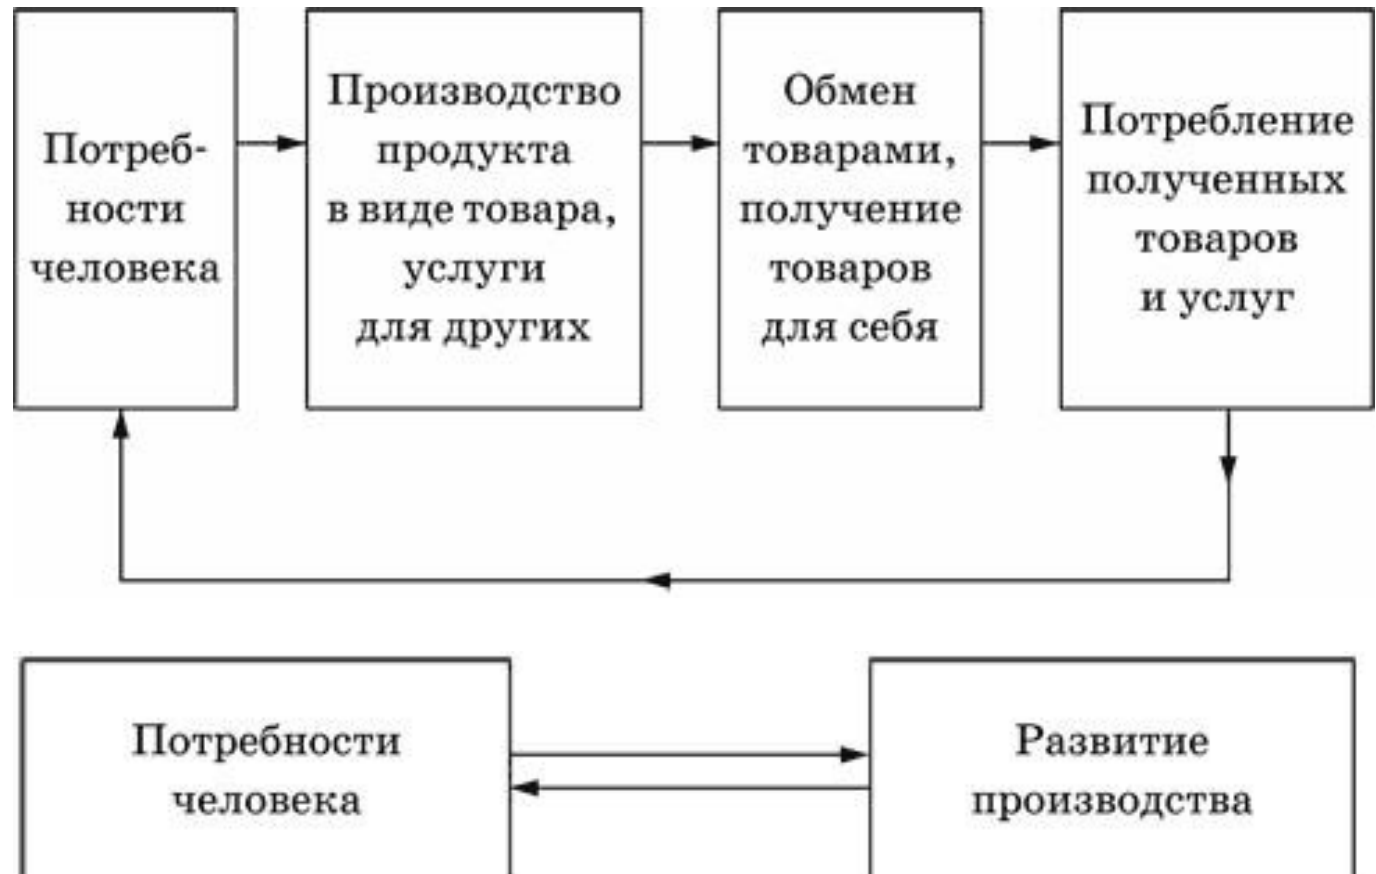 Потреб-
ности
человека
Производство
продукта
в виде товара,
услуги
для других
Обмен
товарами,
получение
товаров
для себя
Потребление
полученных
товаров
и услуг
Потребности
человека
Развитие
производства